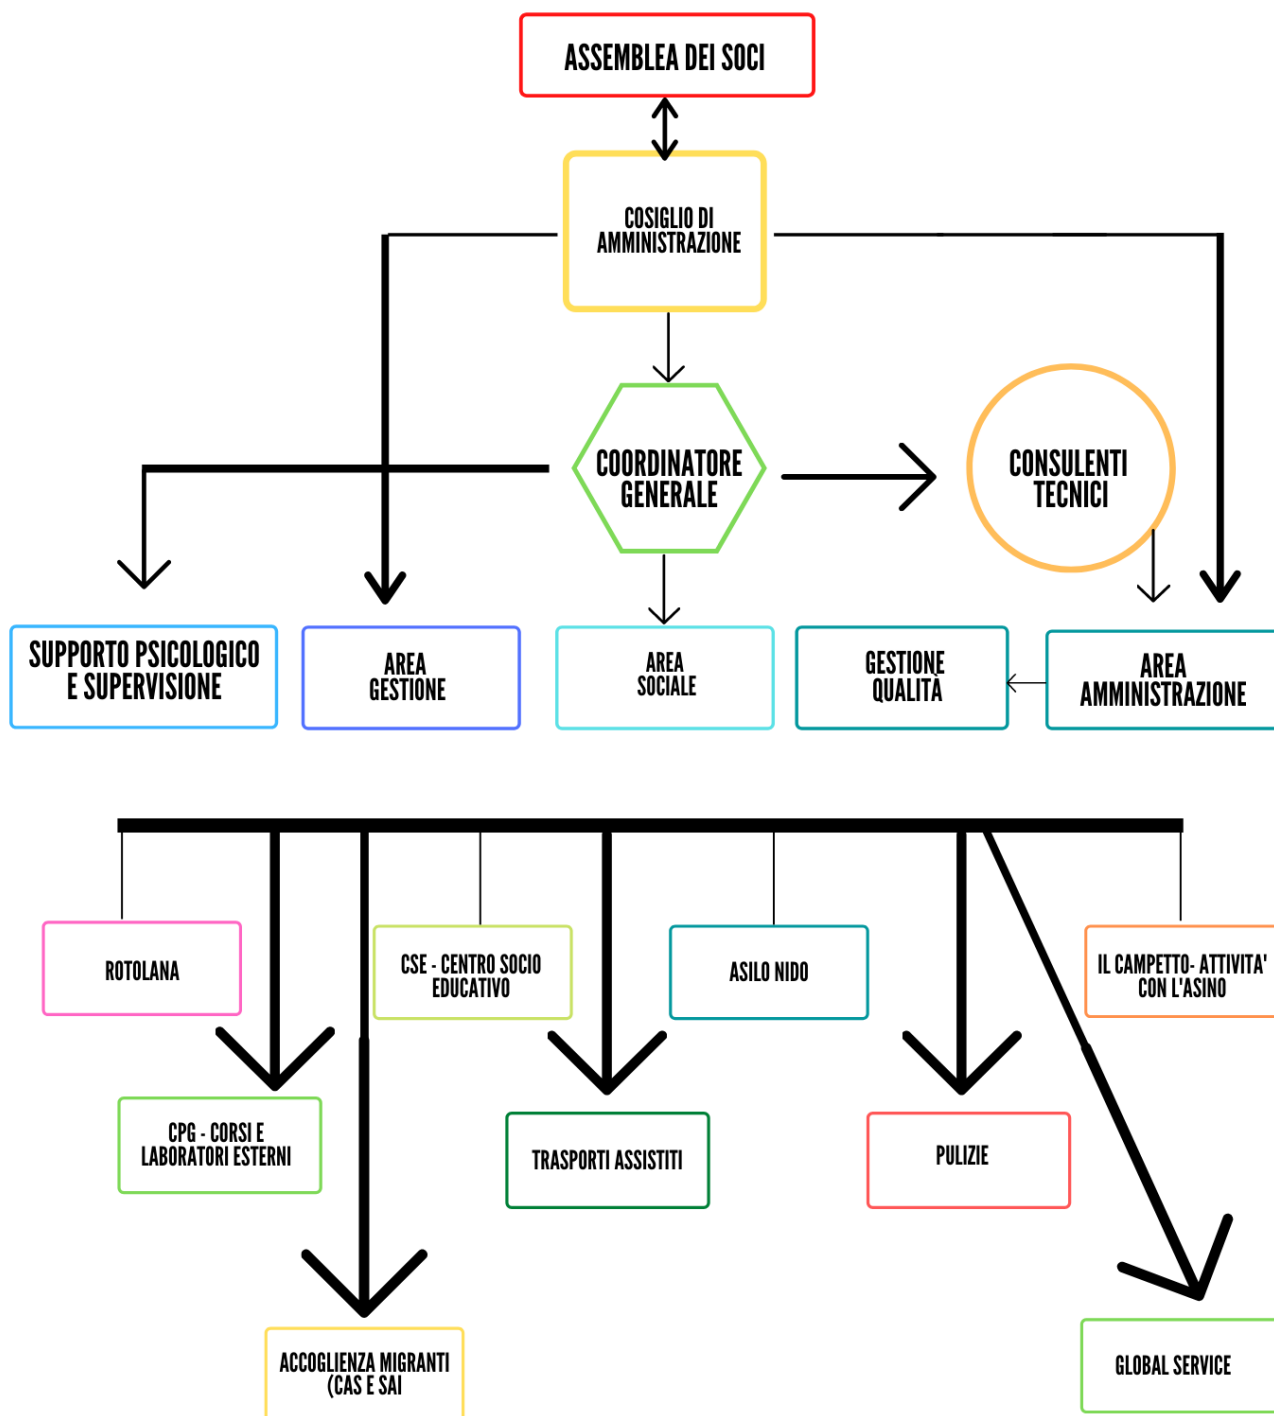 ASSEMBLEA DEI SOCI
COSIGLIO DI
AMMINISTRAZIONE
COORDINATORE
GENERALE
CONSULENTI
TECNICI
SUPPORTO PSICOLOGICO
E SUPERVISIONE
AREA
GESTIONE
AREA
SOCIALE
GESTIONE
QUALITÀ
AREA
AMMINISTRAZIONE
ROTOLANA
CSE - CENTRO SOCIO
EDUCATIVO
ASILO NIDO
IL CAMPETTO- ATTIVITA'
CON L'ASINO
CPG - CORSI E
LABORATORI ESTERNI
TRASPORTI ASSISTITI
PULIZIE
ACCOGLIENZA MIGRANTI
(CAS E SAI
GLOBAL SERVICE